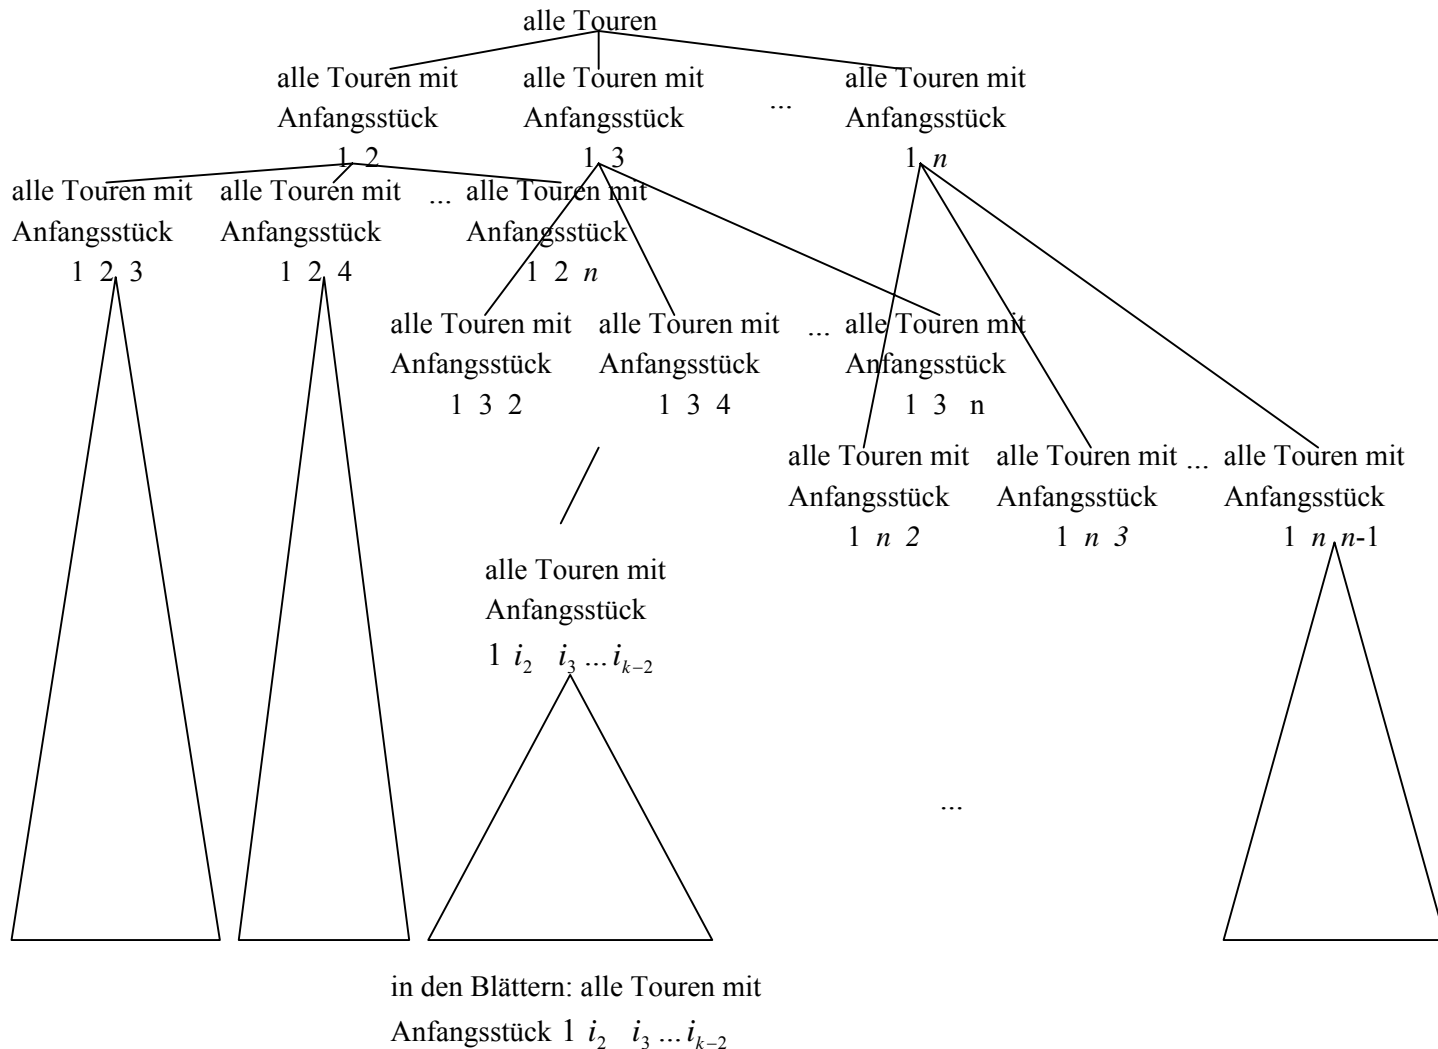 alle Touren
alle Touren mit
Anfangsstück
1 2
alle Touren mit
Anfangsstück
1 3
...
alle Touren mit
Anfangsstück
1 n
alle Touren mit
Anfangsstück
1 2 3
alle Touren mit
Anfangsstück
1 2 4
...
alle Touren mit
Anfangsstück
1 2 n
alle Touren mit
Anfangsstück
1 3 2
alle Touren mit
Anfangsstück
1 3 4
...
alle Touren mit
Anfangsstück
1 3 n
alle Touren mit
Anfangsstück
1 n 2
alle Touren mit
Anfangsstück
1 n 3
...
alle Touren mit
Anfangsstück
1 n n-1
alle Touren mit
Anfangsstück
1 i₂ i₃ ... iₖ₋₂
...
in den Blättern: alle Touren mit
Anfangsstück 1 i₂ i₃ ... iₖ₋₂